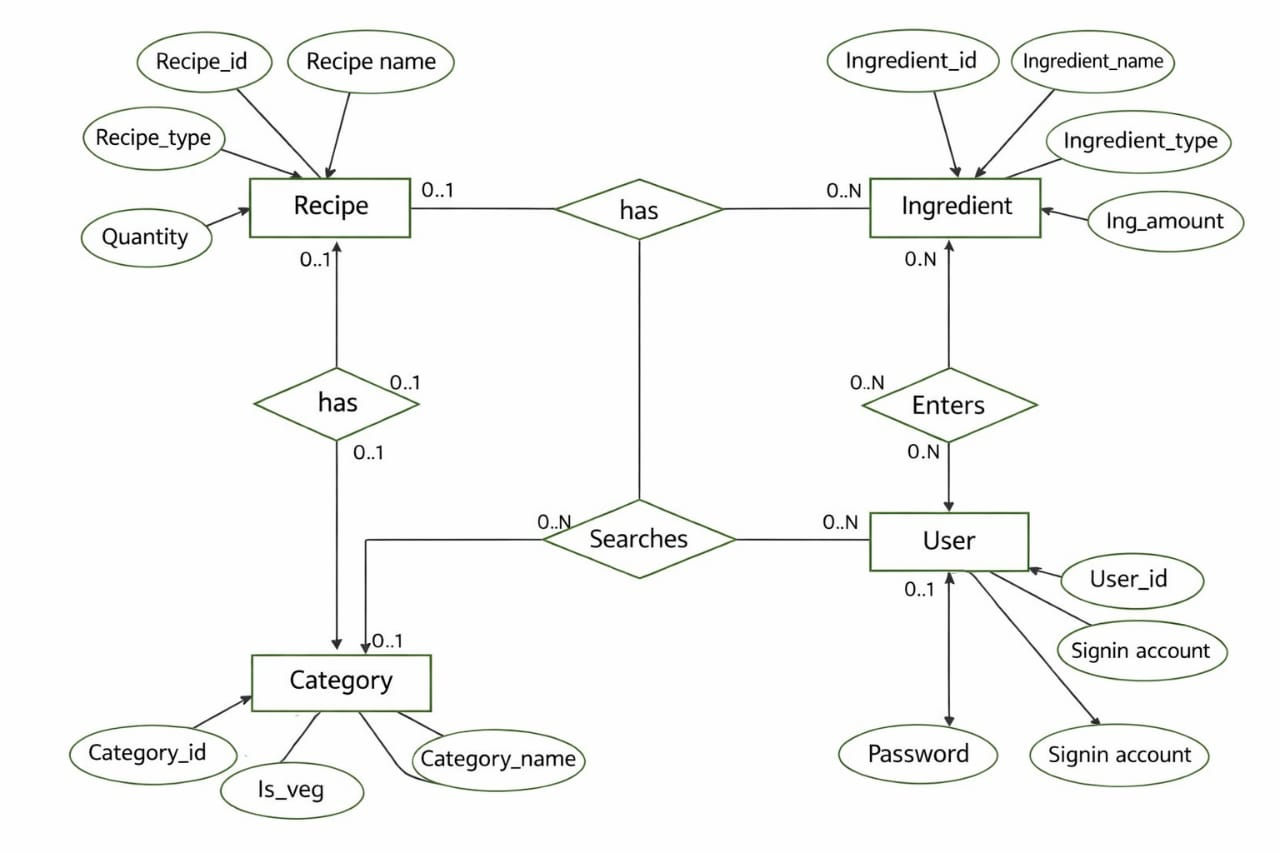 Recipe_id
Recipe name
Ingredient_id
Ingredient_name
Recipe_type
Ingredient_type
Quantity
Recipe
0..1
has
0..N
Ingredient
Ing_amount
0..1
0.N
has
0..1
0..1
0..N
Enters
0.N
0..N
Searches
0..N
User
0..1
User_id
Signin account
0..1
Category
Category_id
Is_veg
Category_name
Password
Signin account